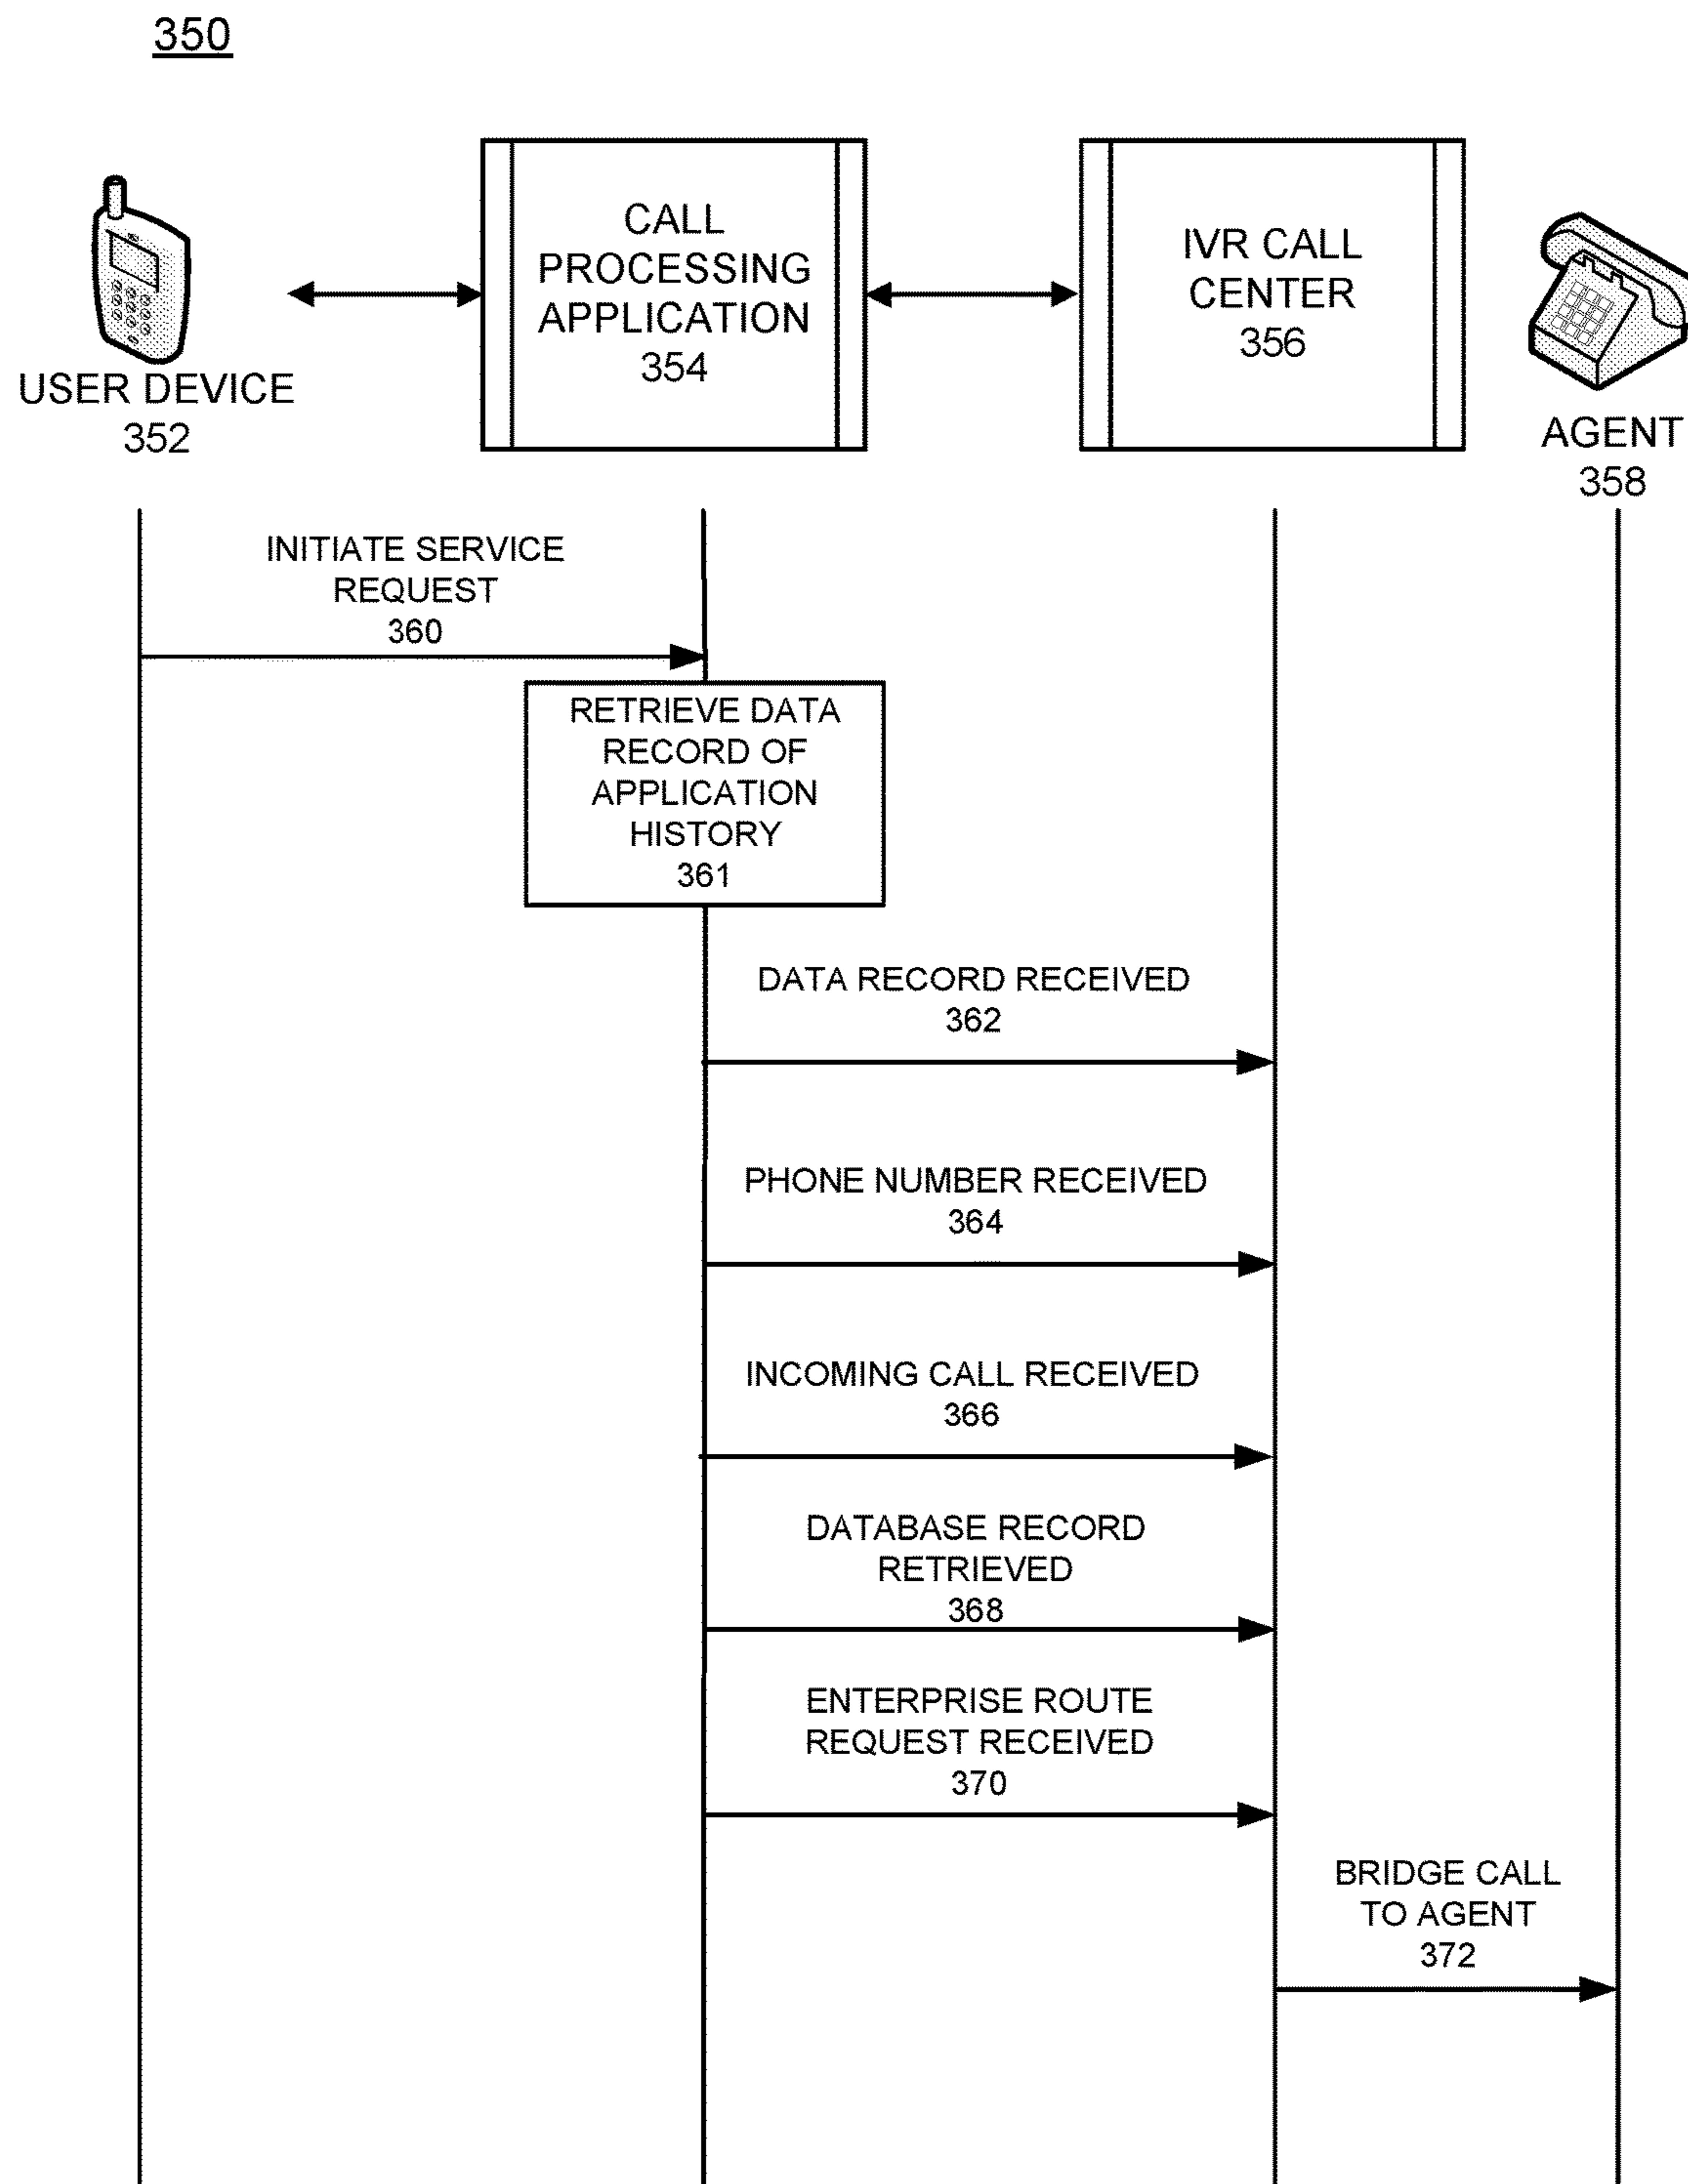 350
CALL
PROCESSING
APPLICATION
354
IVR CALL
CENTER
356
USER DEVICE
352
AGENT
358
INITIATE SERVICE
REQUEST
360
RETRIEVE DATA
RECORD OF
APPLICATION
HISTORY
361
DATA RECORD RECEIVED
362
PHONE NUMBER RECEIVED
364
INCOMING CALL RECEIVED
366
DATABASE RECORD
RETRIEVED
368
ENTERPRISE ROUTE
REQUEST RECEIVED
370
BRIDGE CALL
TO AGENT
372